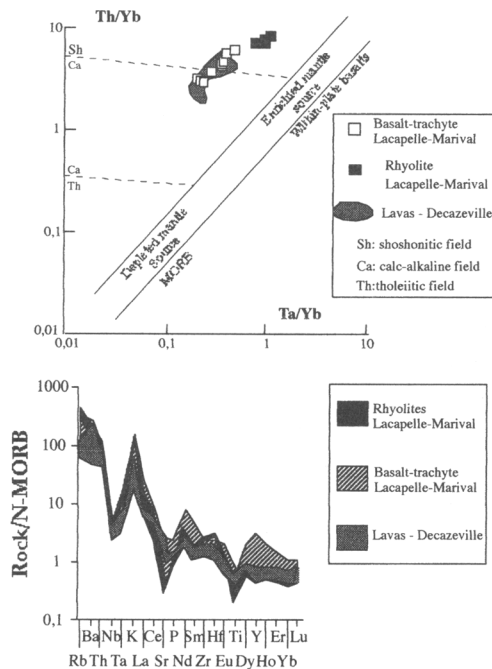 Th/Yb
10
Sh
Ca
1
Ca
Th
0,1
0,01
0,01
0,1
1
10
Ta/Yb
Enriched mantle
source
Within-plate basalts
Depleted mantle
Source
MORB
Basalt-trachyte
Lacapelle-Marival
Rhyolite
Lacapelle-Marival
Lavas - Decazeville
Sh: shoshonitic field
Ca: calc-alkaline field
Th:tholeiitic field
Rock/N-MORB
1000
100
10
1
0,1
Ba Nb K Ce P Sm Hf Ti Y Er Lu
Rb Th Ta La Sr Nd Zr Eu Dy Ho Yb
Rhyolites
Lacapelle-Marival
Basalt-trachyte
Lacapelle-Marival
Lavas - Decazeville